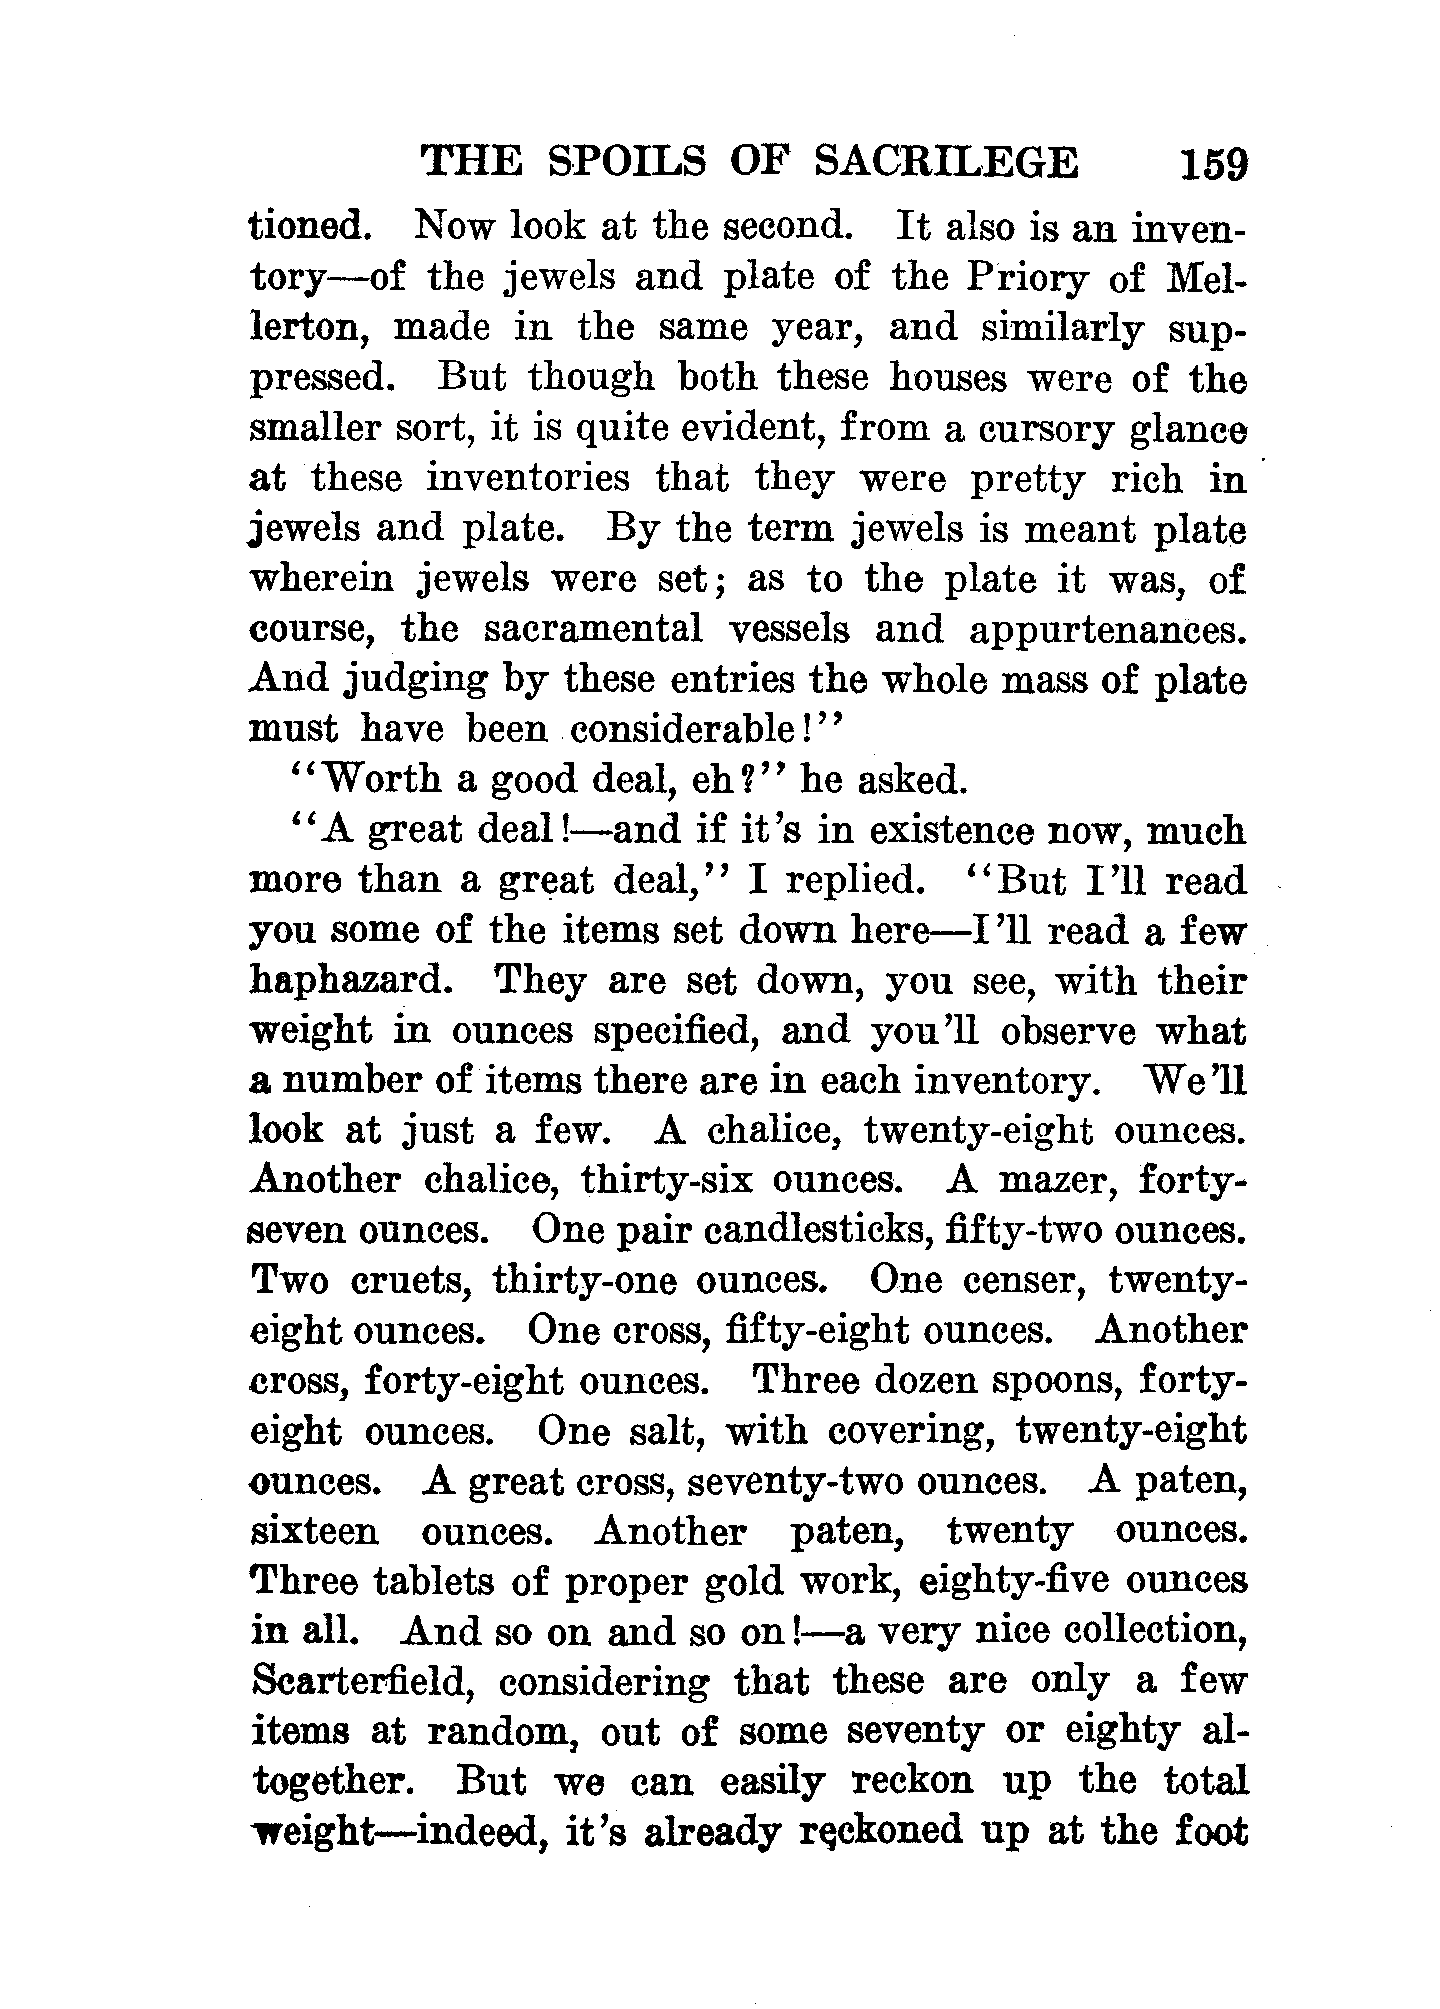 THE SPOILS OF SACRILEGE 159
tioned. Now look at the second. It also is an inven-
tory—of the jewels and plate of the Priory of Mel-
lerton, made in the same year, and similarly sup-
pressed. But though both these houses were of the
smaller sort, it is quite evident, from a cursory glance
at these inventories that they were pretty rich in
jewels and plate. By the term jewels is meant plate
wherein jewels were set; as to the plate it was, of
course, the sacramental vessels and appurtenances.
And judging by these entries the whole mass of plate
must have been considerable!"
"Worth a good deal, eh?" he asked.
"A great deal!—and if it's in existence now, much
more than a great deal," I replied. "But I'll read
you some of the items set down here—I'll read a few
haphazard. They are set down, you see, with their
weight in ounces specified, and you'll observe what
a number of items there are in each inventory. We'll
look at just a few. A chalice, twenty-eight ounces.
Another chalice, thirty-six ounces. A mazer, forty-
seven ounces. One pair candlesticks, fifty-two ounces.
Two cruets, thirty-one ounces. One censer, twenty-
eight ounces. One cross, fifty-eight ounces. Another
cross, forty-eight ounces. Three dozen spoons, forty-
eight ounces. One salt, with covering, twenty-eight
ounces. A great cross, seventy-two ounces. A paten,
sixteen ounces. Another paten, twenty ounces.
Three tablets of proper gold work, eighty-five ounces
in all. And so on and so on!—a very nice collection,
Scarterfield, considering that these are only a few
items at random, out of some seventy or eighty al-
together. But we can easily reckon up the total
weight—indeed, it's already reckoned up at the foot